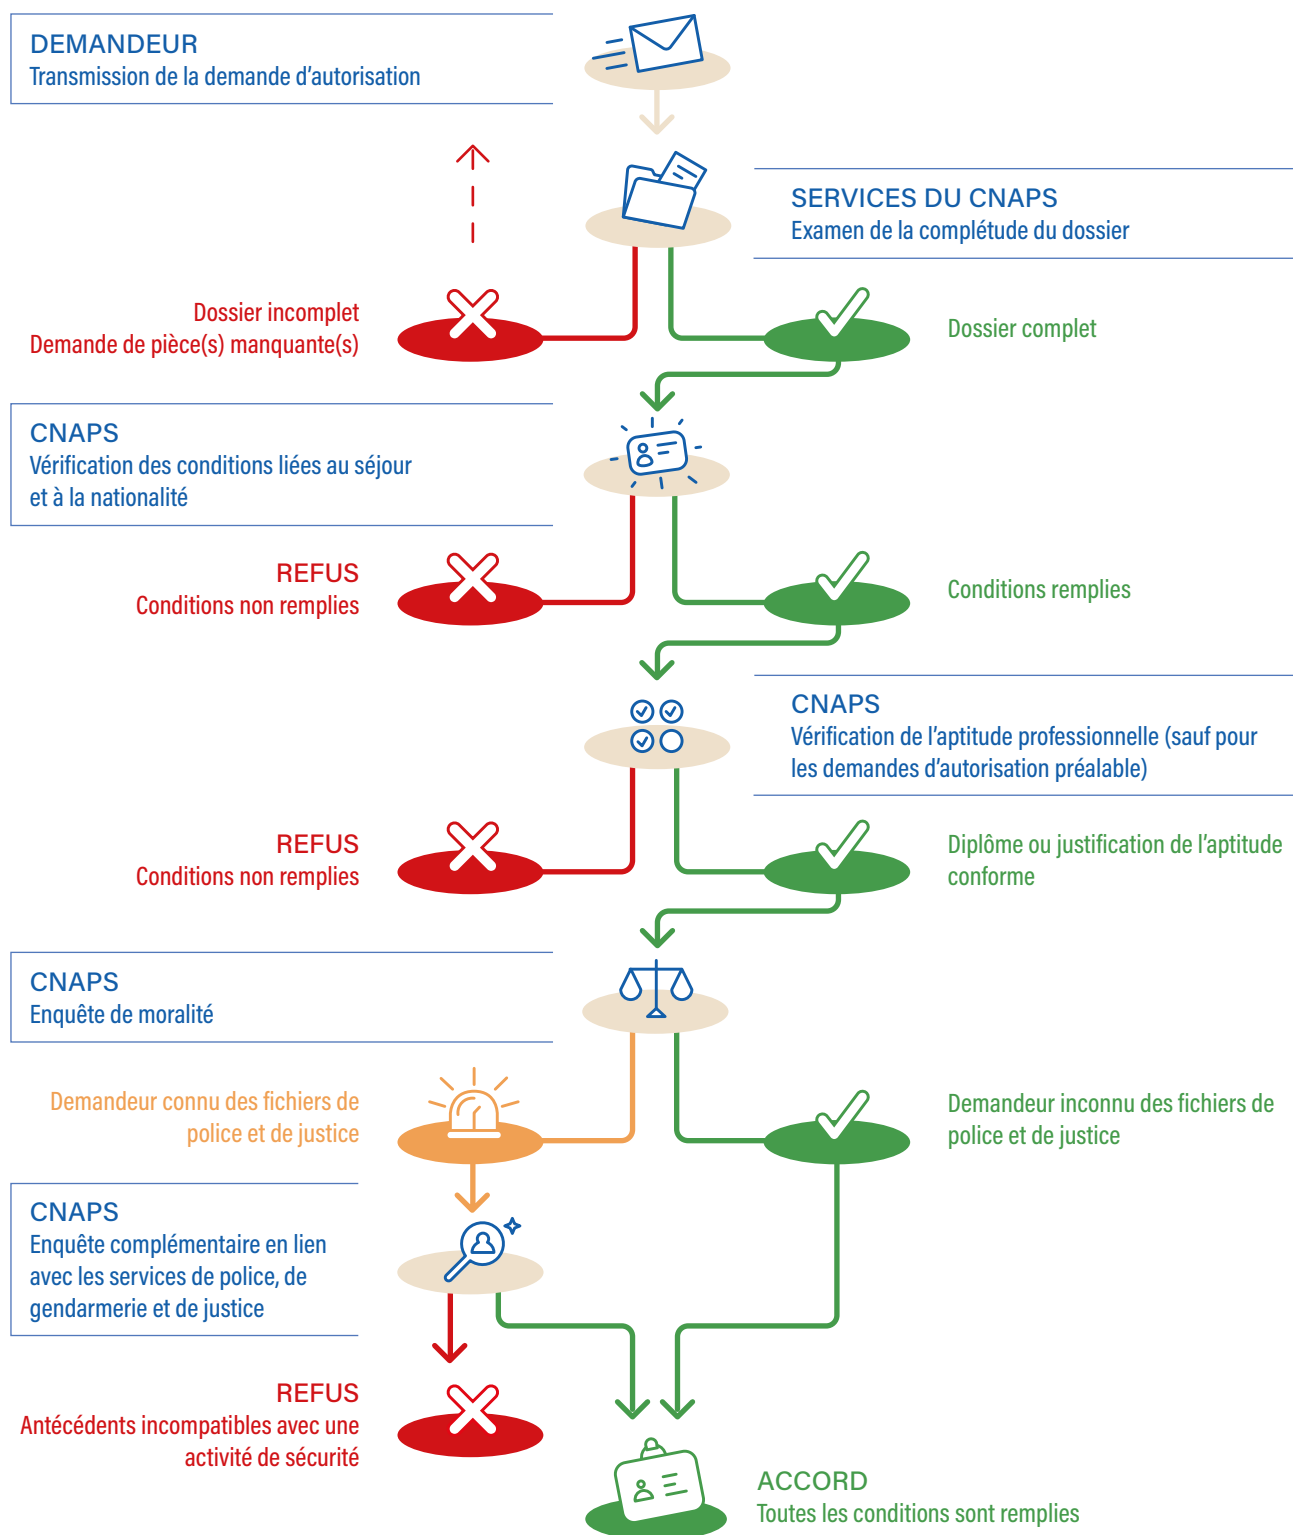 DEMANDEUR
Transmission de la demande d'autorisation
SERVICES DU CNAPS
Examen de la complétude du dossier
Dossier incomplet
Demande de pièce(s) manquante(s)
Dossier complet
CNAPS
Vérification des conditions liées au séjour
et à la nationalité
REFUS
Conditions non remplies
Conditions remplies
CNAPS
Vérification de l'aptitude professionnelle (sauf pour
les demandes d'autorisation préalable)
REFUS
Conditions non remplies
Diplôme ou justification de l'aptitude
conforme
CNAPS
Enquête de moralité
Demandeur connu des fichiers de
police et de justice
Demandeur inconnu des fichiers de
police et de justice
CNAPS
Enquête complémentaire en lien
avec les services de police, de
gendarmerie et de justice
REFUS
Antécédents incompatibles avec une
activité de sécurité
ACCORD
Toutes les conditions sont remplies